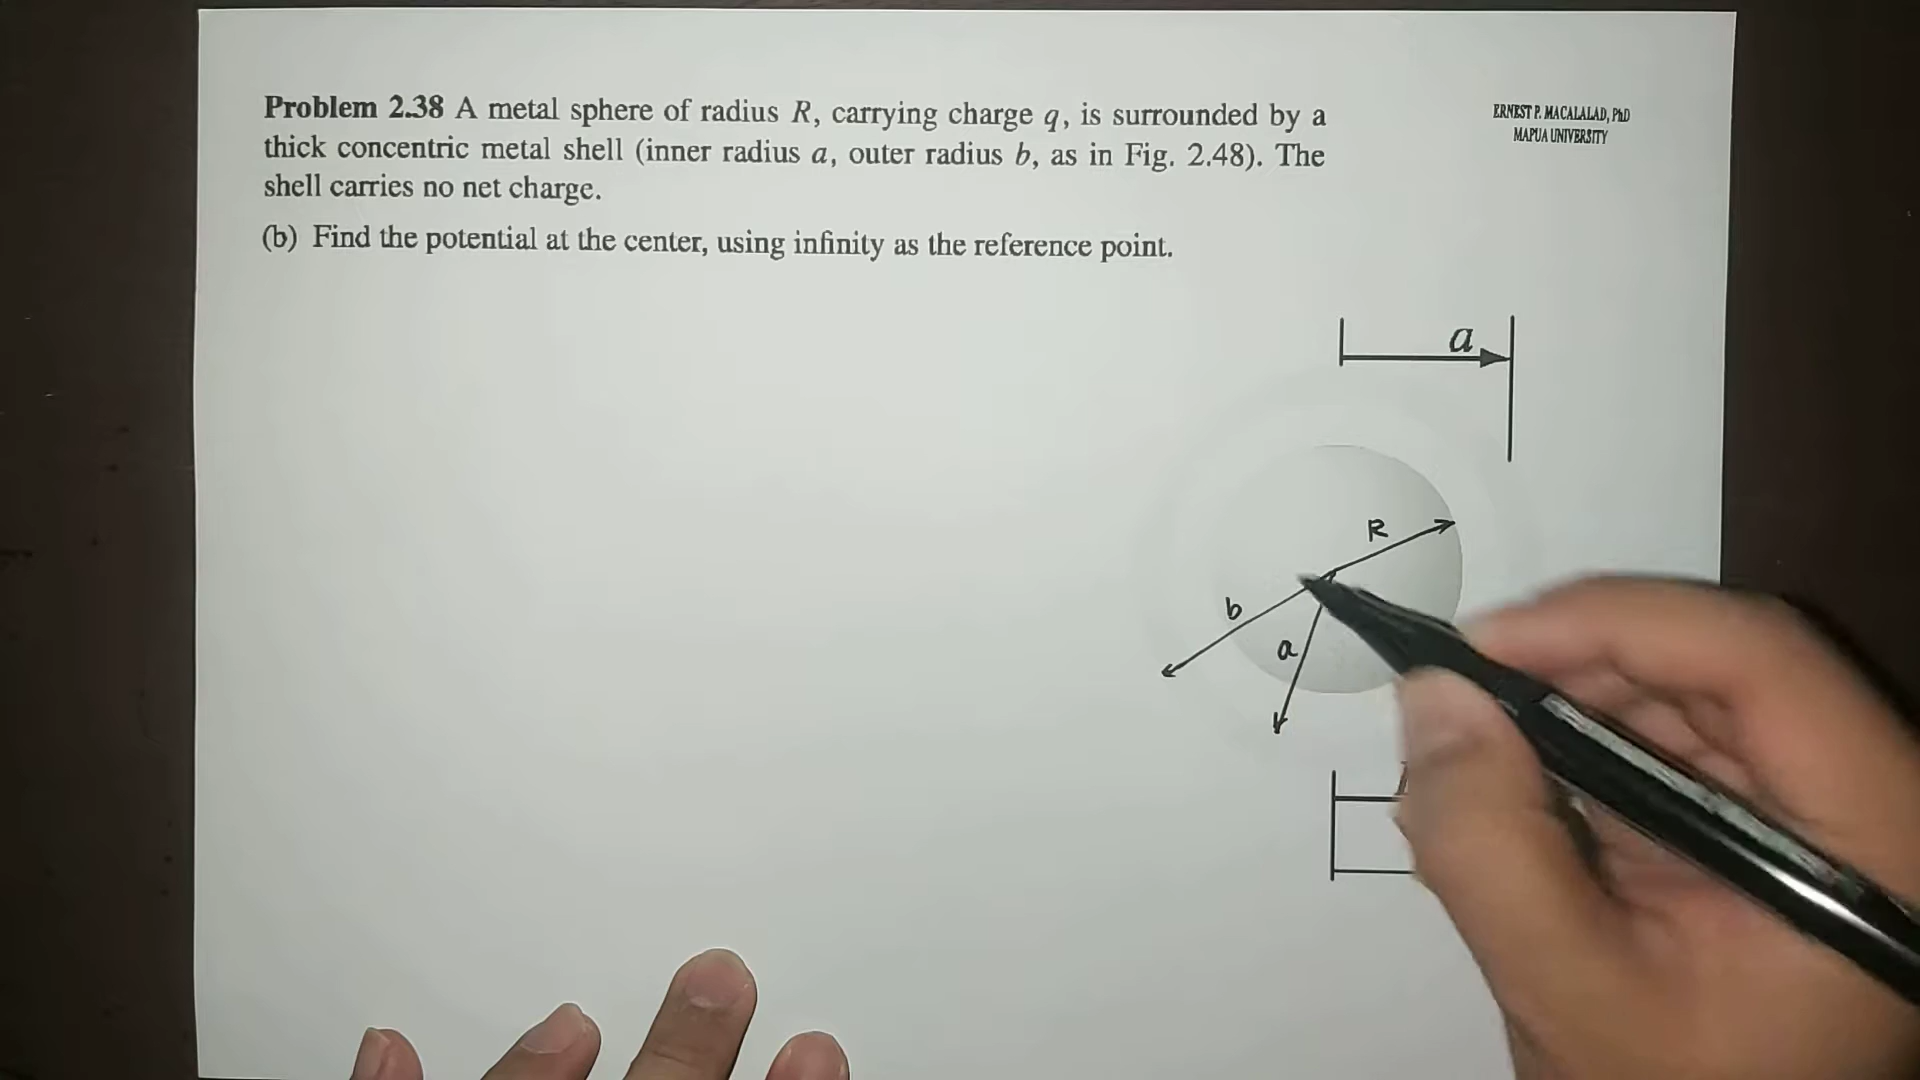 Problem 2.38 A metal sphere of radius R, carrying charge q, is surrounded by a
thick concentric metal shell (inner radius a, outer radius b, as in Fig. 2.48). The
shell carries no net charge.
(b) Find the potential at the center, using infinity as the reference point.
ERNEST P. MACALALAD, PhD
MAPUA UNIVERSITY
a
R
b
a